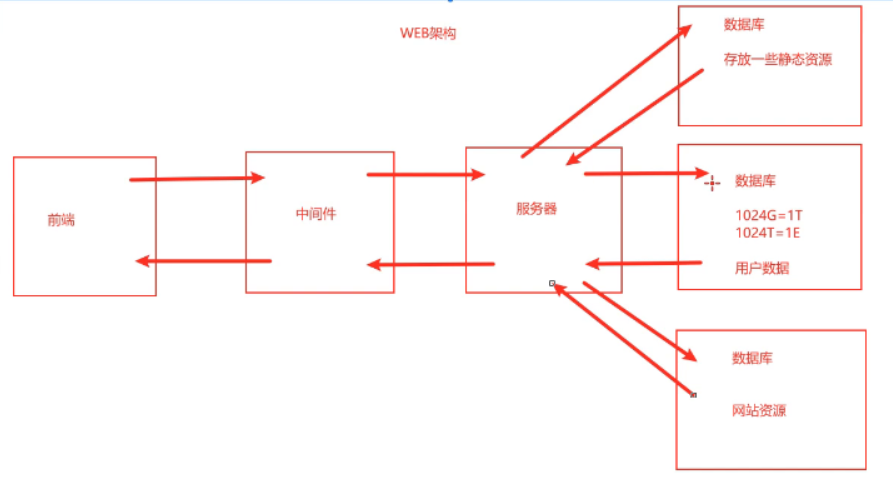 WEB架构
数据库
存放一些静态资源
前端
中间件
服务器
数据库
1024G=1T
1024T=1E
用户数据
数据库
网站资源